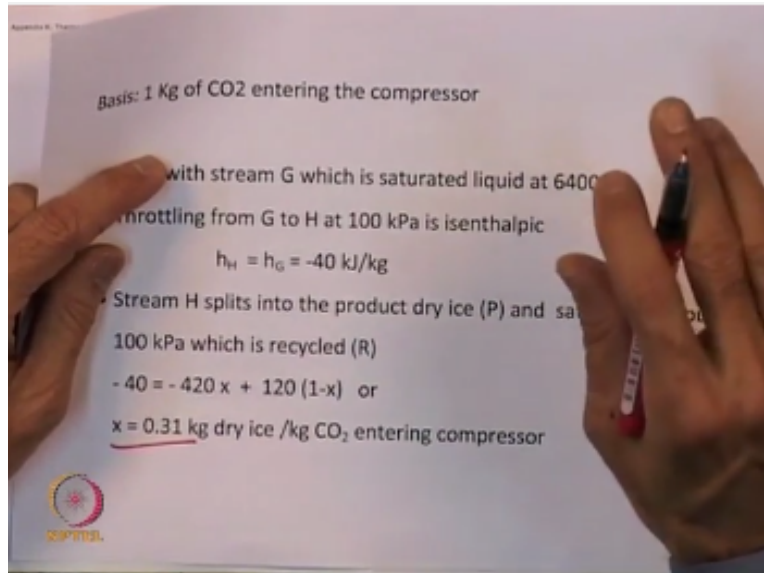 Basis: 1 Kg of CO2 entering the compressor
with stream G which is saturated liquid at 6400
Throttling from G to H at 100 kPa is isenthalpic
hH = hG = -40 kJ/kg
• Stream H splits into the product dry ice (P) and
100 kPa which is recycled (R)
- 40 = - 420 x + 120 (1-x) or
x = 0.31 kg dry ice /kg CO₂ entering compressor
NPTEL